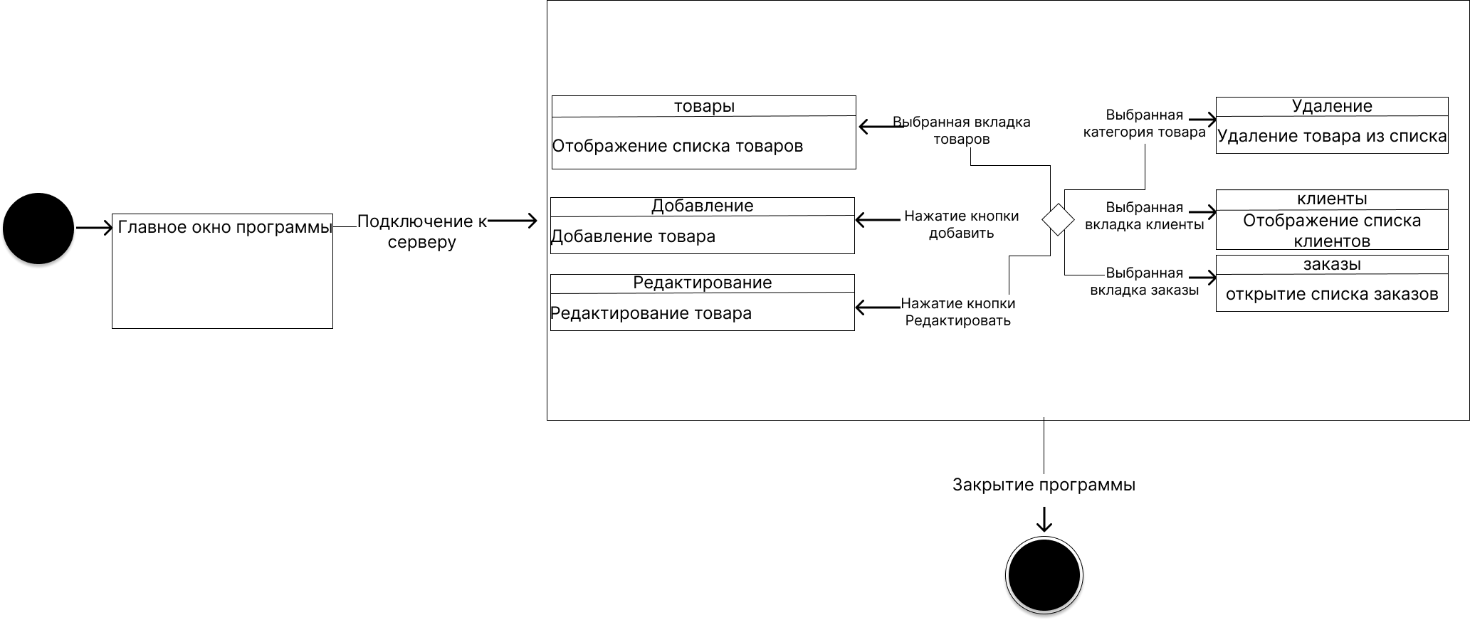 Главное окно программы
Подключение к
серверу
товары
Отображение списка товаров
Добавление
Добавление товара
Редактирование
Редактирование товара
Выбранная вкладка
товаров
Нажатие кнопки
добавить
Нажатие кнопки
Редактировать
Выбранная
категория товара
Выбранная
вкладка клиенты
Выбранная
вкладка заказы
Удаление
Удаление товара из списка
клиенты
Отображение списка
клиентов
заказы
открытие списка заказов
Закрытие программы